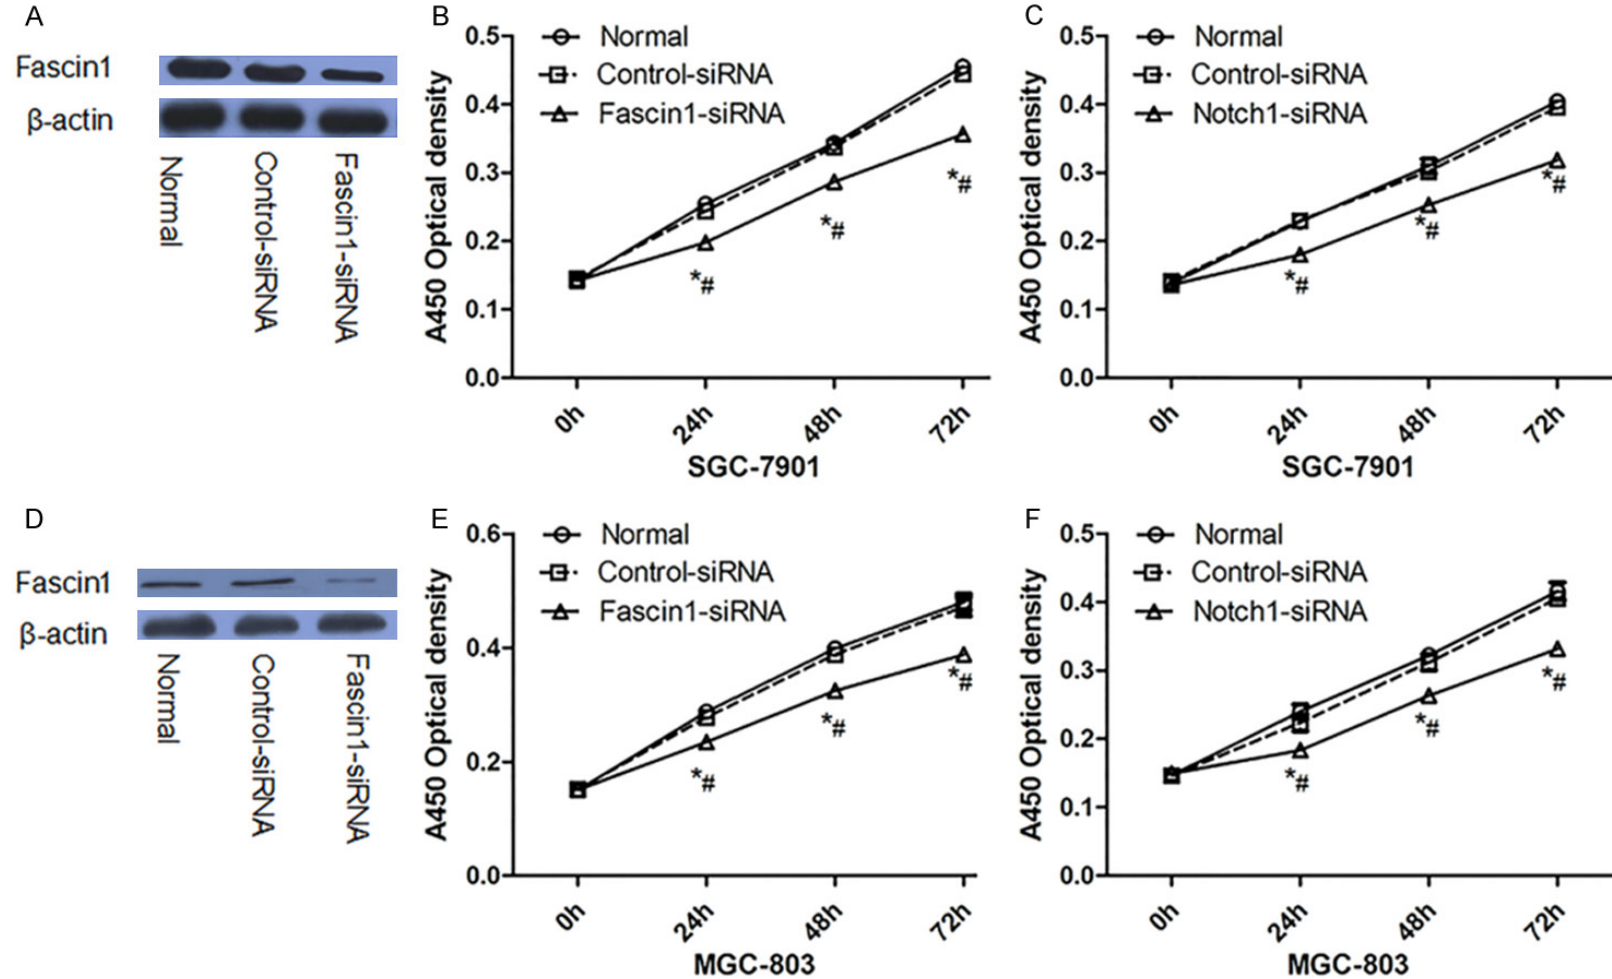 A
Fascin1
β-actin
Normal
Control-siRNA
Fascin1-siRNA
B
A450 Optical density
0.5
0.4
0.3
0.2
0.1
0.0
Normal
Control-siRNA
Fascin1-siRNA
*#
*#
*#
0h
24h
48h
72h
SGC-7901
C
A450 Optical density
0.5
0.4
0.3
0.2
0.1
0.0
Normal
Control-siRNA
Notch1-siRNA
*#
*#
*#
0h
24h
48h
72h
SGC-7901
D
Fascin1
β-actin
Normal
Control-siRNA
Fascin1-siRNA
E
A450 Optical density
0.6
0.4
0.2
0.0
Normal
Control-siRNA
Fascin1-siRNA
*#
*#
*#
0h
24h
48h
72h
MGC-803
F
A450 Optical density
0.5
0.4
0.3
0.2
0.1
0.0
Normal
Control-siRNA
Notch1-siRNA
*#
*#
*#
0h
24h
48h
72h
MGC-803